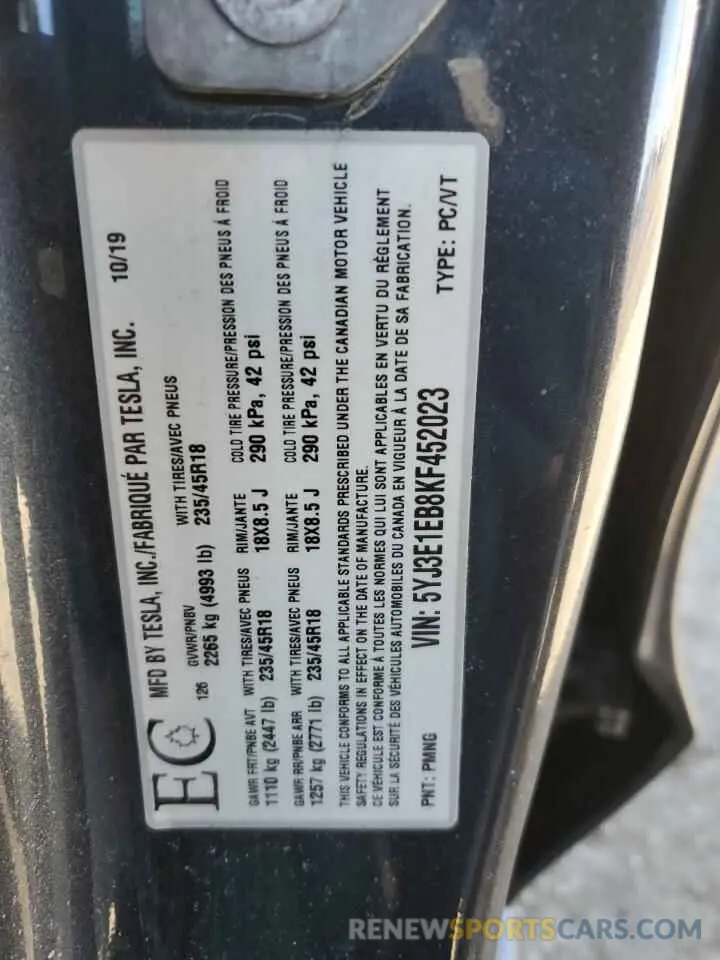 MFD BY TESLA, INC./FABRIQUÉ PAR TESLA, INC. 10/19
EC
126
GVWR/PNBV
2265 kg (4993 lb)
WITH TIRES/AVEC PNEUS
235/45R18
GAWR FRT/PNBE AVT WITH TIRES/AVEC PNEUS RIM/JANTE COLD TIRE PRESSURE/PRESSION DES PNEUS À FROID
1110 kg (2447 lb) 235/45R18 18X8.5 J 290 kPa, 42 psi
GAWR RR/PNBE ARR WITH TIRES/AVEC PNEUS RIM/JANTE COLD TIRE PRESSURE/PRESSION DES PNEUS À FROID
1257 kg (2771 lb) 235/45R18 18X8.5 J 290 kPa, 42 psi
THIS VEHICLE CONFORMS TO ALL APPLICABLE STANDARDS PRESCRIBED UNDER THE CANADIAN MOTOR VEHICLE
SAFETY REGULATIONS IN EFFECT ON THE DATE OF MANUFACTURE.
CE VÉHICULE EST CONFORME À TOUTES LES NORMES QUI LUI SONT APPLICABLES EN VERTU DU RÈGLEMENT
SUR LA SÉCURITÉ DES VÉHICULES AUTOMOBILES DU CANADA EN VIGUEUR À LA DATE DE SA FABRICATION.
VIN: 5YJ3E1EB8KF452023
PNT: PMNG TYPE: PC/VT
RENEWSPORTSCARS.COM